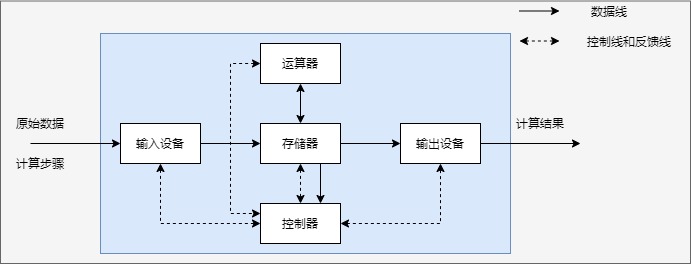 数据线
控制线和反馈线
运算器
原始数据
计算步骤
输入设备
存储器
输出设备
计算结果
控制器